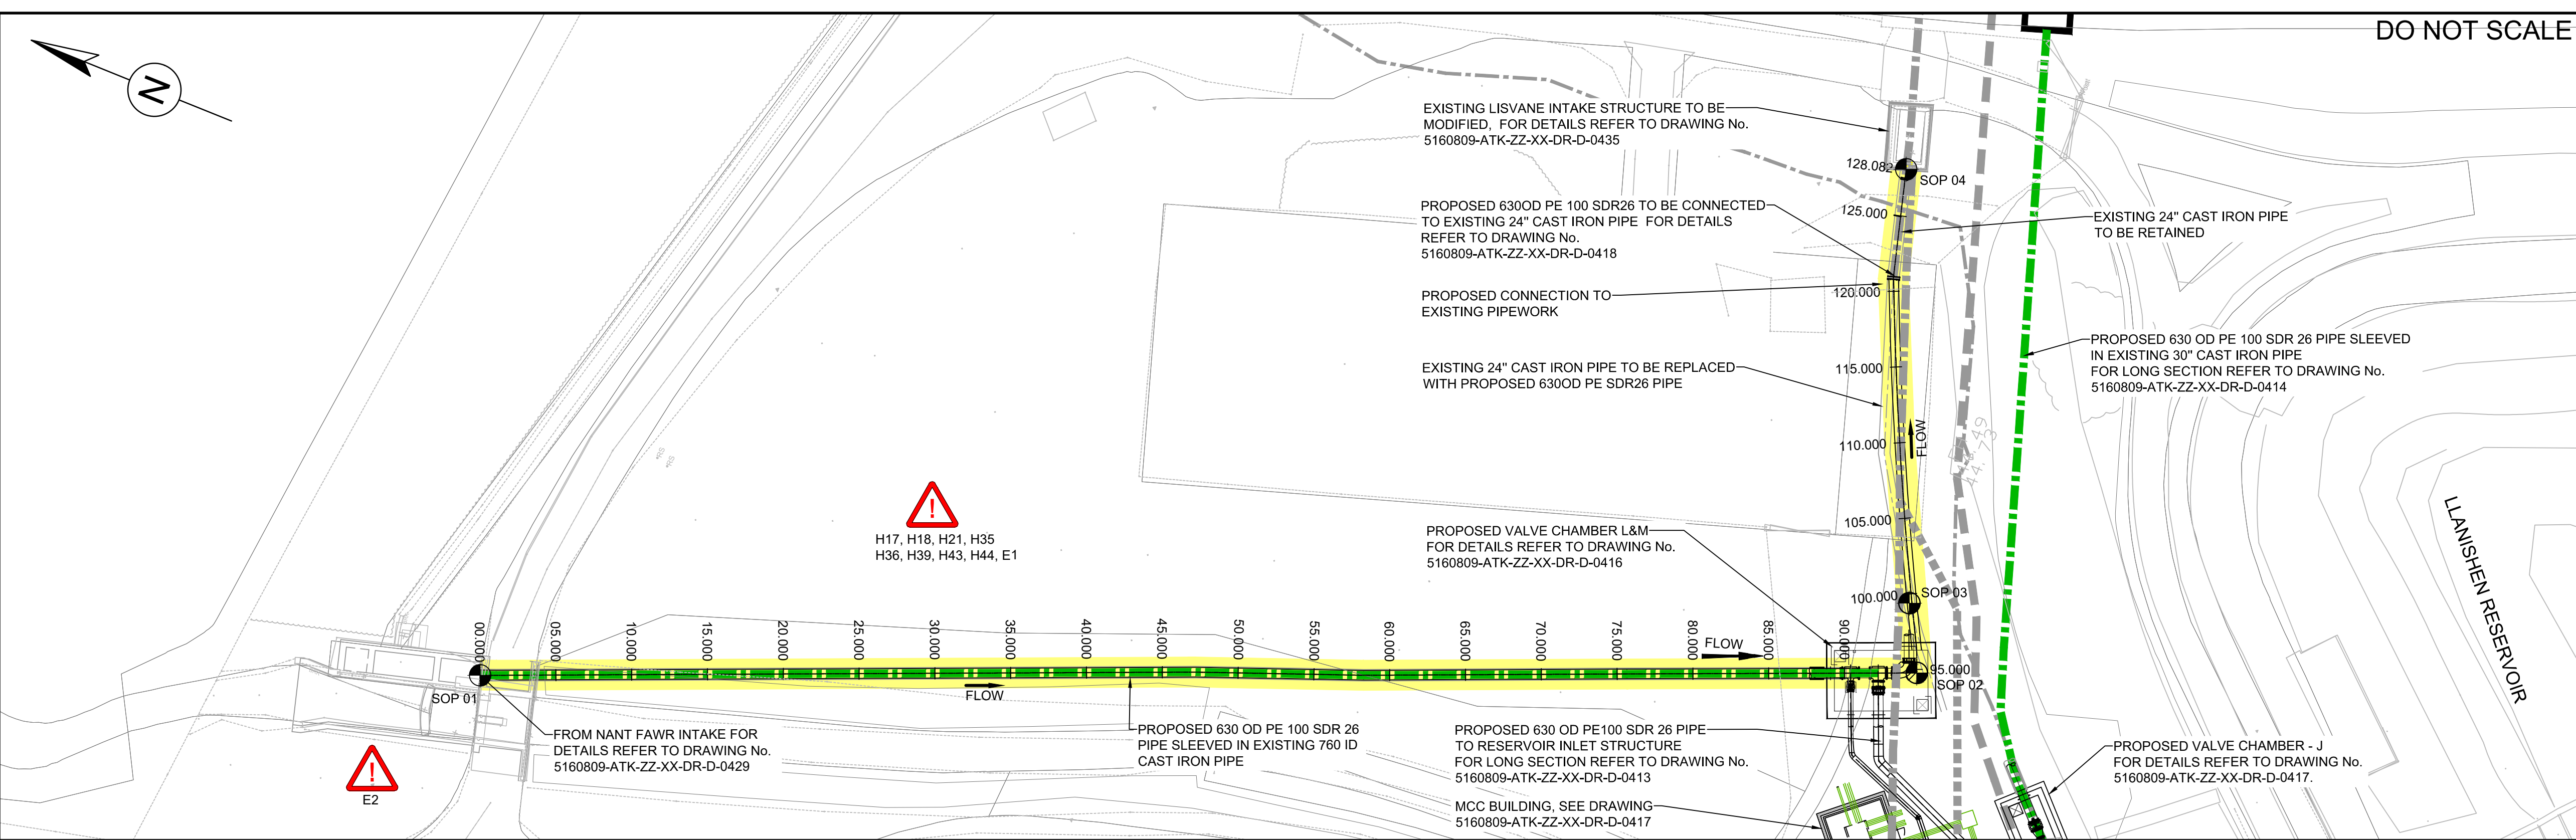 DO NOT SCALE
N
EXISTING LISVANE INTAKE STRUCTURE TO BE
MODIFIED, FOR DETAILS REFER TO DRAWING No.
5160809-ATK-ZZ-XX-DR-D-0435
128.082
SOP 04
PROPOSED 630OD PE 100 SDR26 TO BE CONNECTED
TO EXISTING 24" CAST IRON PIPE FOR DETAILS
REFER TO DRAWING No.
5160809-ATK-ZZ-XX-DR-D-0418
125.000
EXISTING 24" CAST IRON PIPE
TO BE RETAINED
PROPOSED CONNECTION TO
EXISTING PIPEWORK
120.000
PROPOSED 630 OD PE 100 SDR 26 PIPE SLEEVED
IN EXISTING 30" CAST IRON PIPE
FOR LONG SECTION REFER TO DRAWING No.
5160809-ATK-ZZ-XX-DR-D-0414
EXISTING 24" CAST IRON PIPE TO BE REPLACED
WITH PROPOSED 630OD PE SDR26 PIPE
115.000
110.000
FLOW
105.000
H17, H18, H21, H35
H36, H39, H43, H44, E1
PROPOSED VALVE CHAMBER L&M
FOR DETAILS REFER TO DRAWING No.
5160809-ATK-ZZ-XX-DR-D-0416
LLANISHEN RESERVOIR
100.000
SOP 03
00.000
05.000
10.000
15.000
20.000
25.000
30.000
35.000
40.000
45.000
50.000
55.000
60.000
65.000
70.000
75.000
80.000
85.000
90.000
FLOW
95.000
SOP 02
SOP 01
FLOW
FROM NANT FAWR INTAKE FOR
DETAILS REFER TO DRAWING No.
5160809-ATK-ZZ-XX-DR-D-0429
PROPOSED 630 OD PE 100 SDR 26
PIPE SLEEVED IN EXISTING 760 ID
CAST IRON PIPE
PROPOSED 630 OD PE100 SDR 26 PIPE
TO RESERVOIR INLET STRUCTURE
FOR LONG SECTION REFER TO DRAWING No.
5160809-ATK-ZZ-XX-DR-D-0413
PROPOSED VALVE CHAMBER - J
FOR DETAILS REFER TO DRAWING No.
5160809-ATK-ZZ-XX-DR-D-0417.
MCC BUILDING, SEE DRAWING
5160809-ATK-ZZ-XX-DR-D-0417
E2